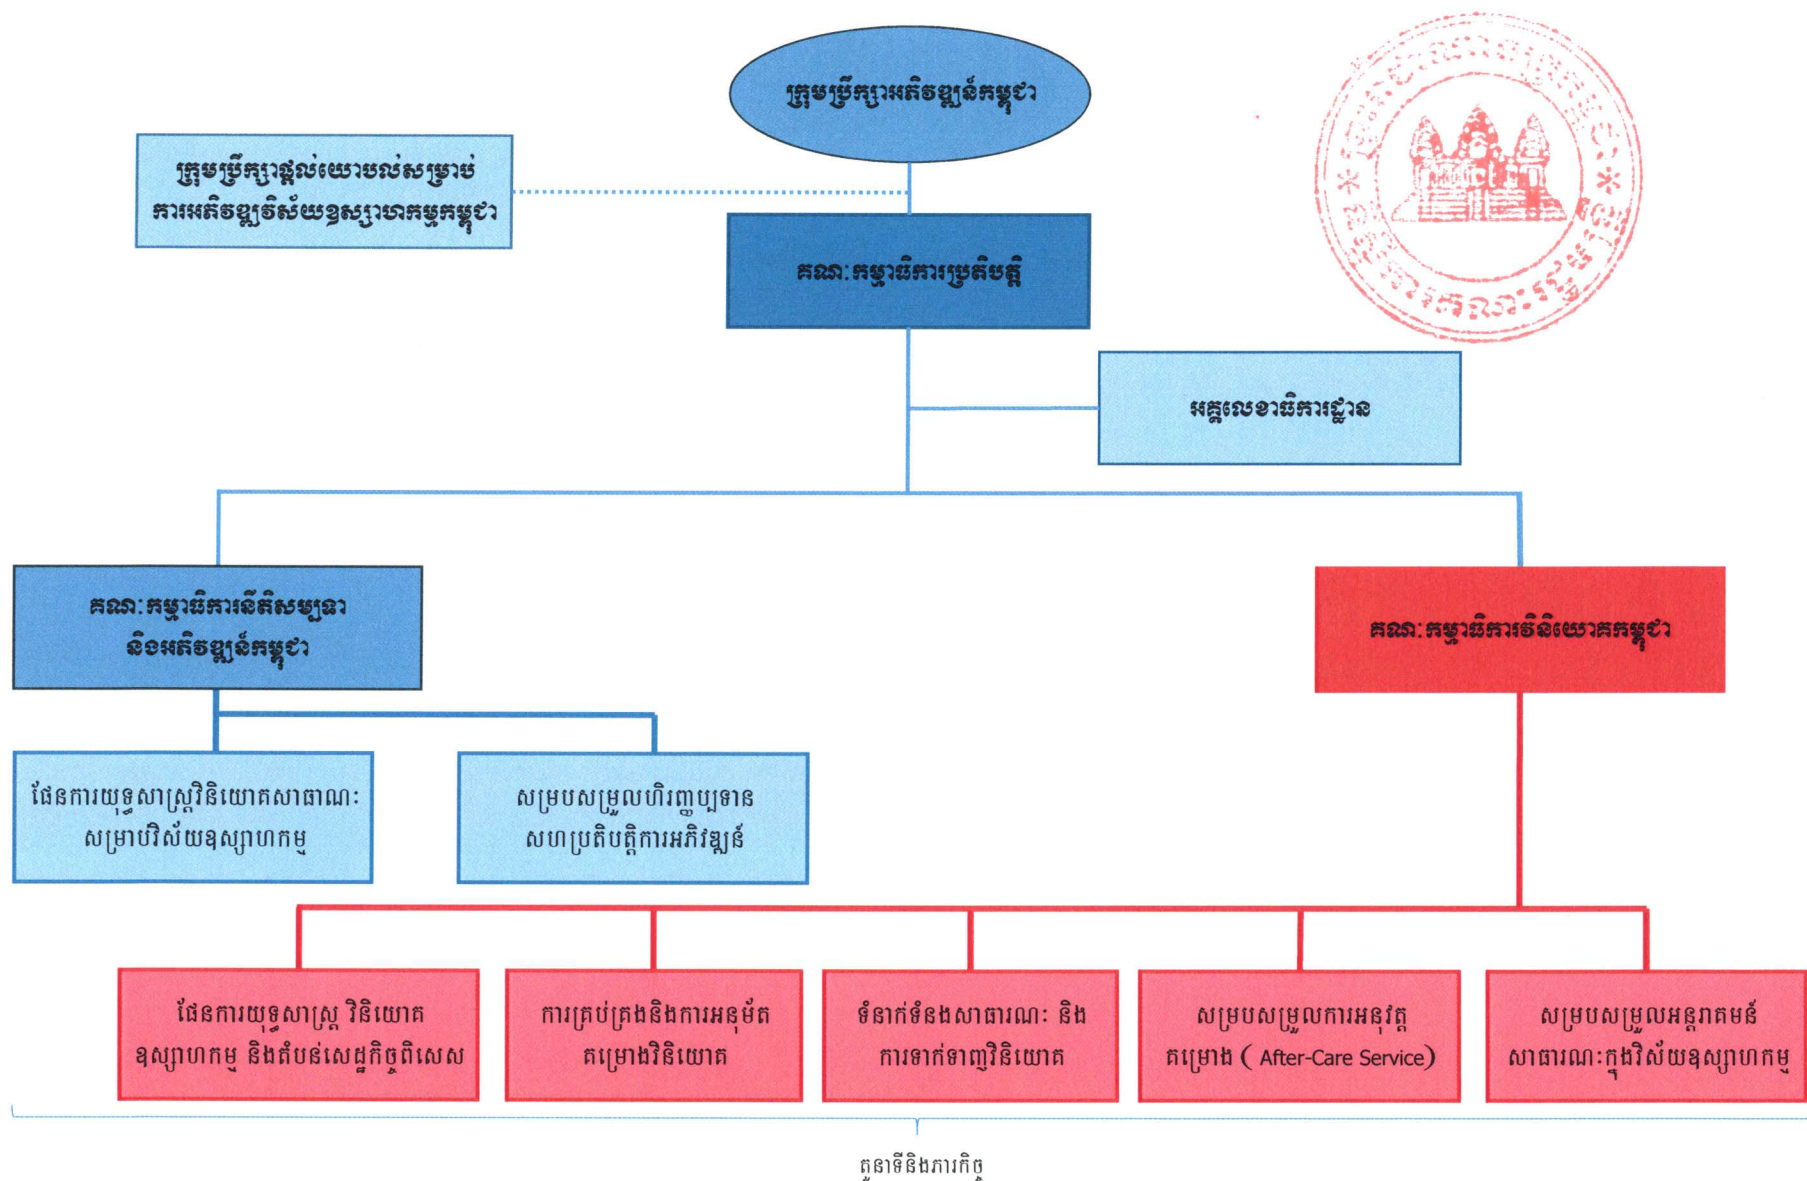 ក្រុមប្រឹក្សាអភិវឌ្ឍន៍កម្ពុជា
ក្រុមប្រឹក្សាផ្តល់យោបល់សម្រាប់
ការអភិវឌ្ឍវិស័យឧស្សាហកម្មកម្ពុជា
គណៈកម្មាធិការប្រតិបត្តិ
អគ្គលេខាធិការដ្ឋាន
គណៈកម្មាធិការនីតិសម្បទា
និងអភិវឌ្ឍន៍កម្ពុជា
គណៈកម្មាធិការវិនិយោគកម្ពុជា
ផែនការយុទ្ធសាស្ត្រវិនិយោគសាធាណៈ
សម្រាប់វិស័យឧស្សាហកម្ម
សម្របសម្រួលហិរញ្ញប្បទាន
សហប្រតិបត្តិការអភិវឌ្ឍន៍
ផែនការយុទ្ធសាស្ត្រ វិនិយោគ
ឧស្សាហកម្ម និងតំបន់សេដ្ឋកិច្ចពិសេស
ការគ្រប់គ្រងនិងការអនុម័ត
គម្រោងវិនិយោគ
ទំនាក់ទំនងសាធារណៈ និង
ការទាក់ទាញវិនិយោគ
សម្របសម្រួលការអនុវត្ត
គម្រោង ( After-Care Service)
សម្របសម្រួលអន្តរាគមន៍
សាធារណៈក្នុងវិស័យឧស្សាហកម្ម
តួនាទីនិងភារកិច្ច